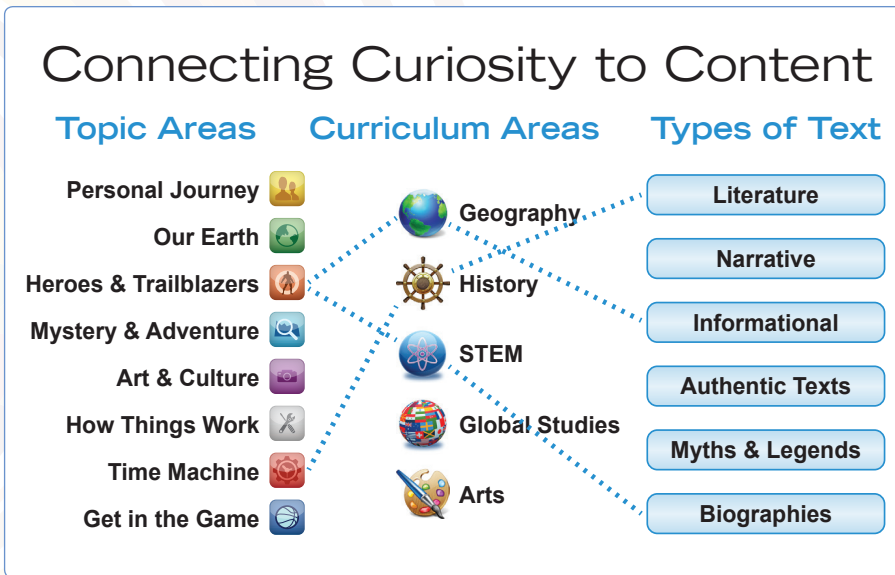 Connecting Curiosity to Content
Topic Areas
Personal Journey
Our Earth
Heroes & Trailblazers
Mystery & Adventure
Art & Culture
How Things Work
Time Machine
Get in the Game
Curriculum Areas
Geography
History
STEM
Global Studies
Arts
Types of Text
Literature
Narrative
Informational
Authentic Texts
Myths & Legends
Biographies